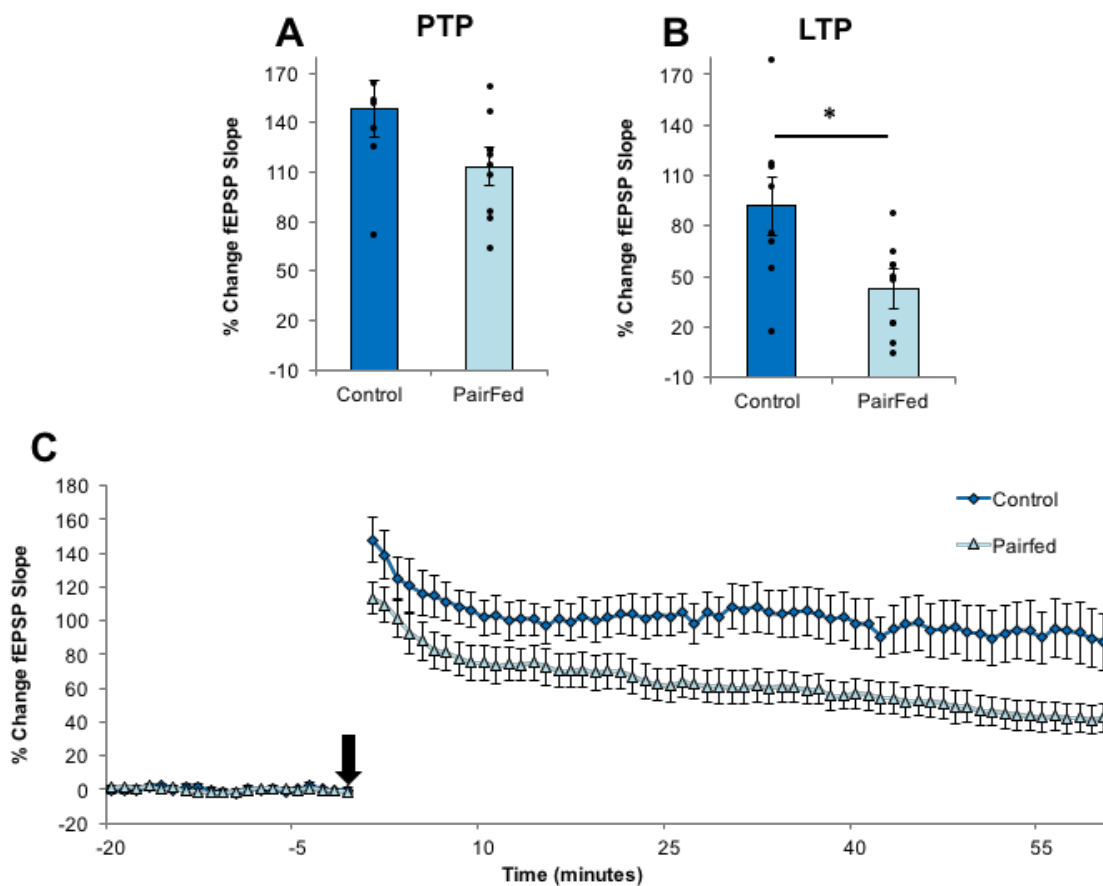 A PTP
% Change fEPSP Slope
170
140
110
80
50
20
-10
Control PairFed
B LTP
% Change fEPSP Slope
170
140
110
80
50
20
-10
*
Control PairFed
C
% Change fEPSP Slope
180
160
140
120
100
80
60
40
20
0
-20
Control
Pairfed
-20 -5 10 25 40 55
Time (minutes)